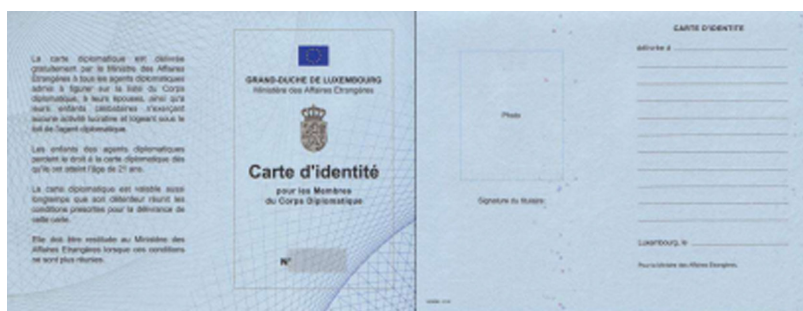 La carte diplomatique est délivrée
gratuitement par le Ministre des Affaires
Etrangères à tous les agents diplomatiques
admis à figurer sur la liste du Corps
diplomatique, à leurs épouses, ainsi qu'à
leurs enfants célibataires n'exerçant
aucune activité lucrative et logeant sous le
toit de l'agent diplomatique.
Les enfants des agents diplomatiques
perdent le droit à la carte diplomatique dès
qu'ils ont atteint l'âge de 21 ans.
La carte diplomatique est valable aussi
longtemps que son détenteur réunit les
conditions prescrites pour la délivrance de
cette carte.
Elle doit être restituée au Ministère des
Affaires Etrangères lorsque ces conditions
ne sont plus réunies.
GRAND-DUCHE DE LUXEMBOURG
Ministère des Affaires Etrangères
Carte d'identité
pour les Membres
du Corps Diplomatique
N°
Photo
Signature du titulaire
CARTE D'IDENTITE
délivrée à
Luxembourg, le
Pour le Ministre des Affaires Etrangères,